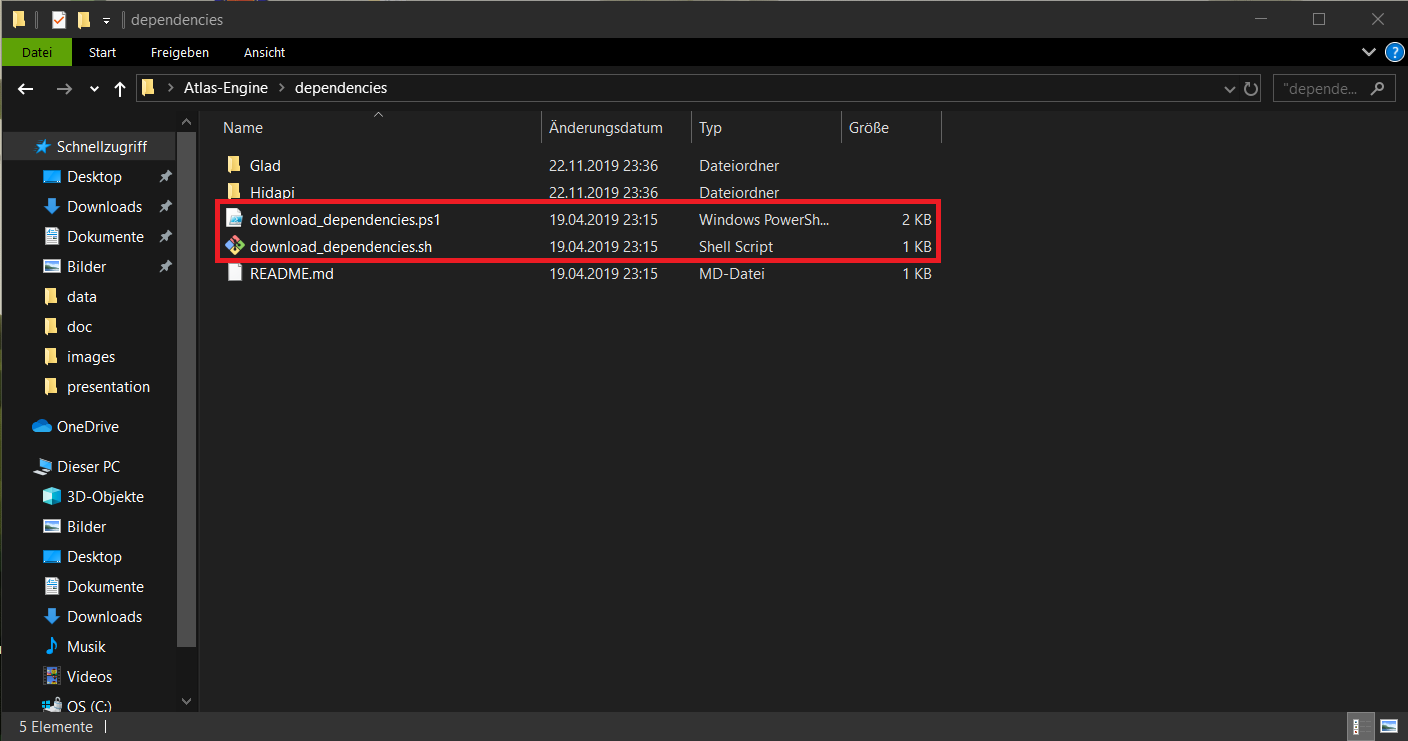 dependencies
Datei Start Freigeben Ansicht ?
Atlas-Engine dependencies "depende...
Name Änderungsdatum Typ Größe
Glad 22.11.2019 23:36 Dateiordner
Hidapi 22.11.2019 23:36 Dateiordner
download_dependencies.ps1 19.04.2019 23:15 Windows PowerSh... 2 KB
download_dependencies.sh 19.04.2019 23:15 Shell Script 1 KB
README.md 19.04.2019 23:15 MD-Datei 1 KB
Schnellzugriff
Desktop
Downloads
Dokumente
Bilder
data
doc
images
presentation
OneDrive
Dieser PC
3D-Objekte
Bilder
Desktop
Dokumente
Downloads
Musik
Videos
OS (C:)
5 Elemente